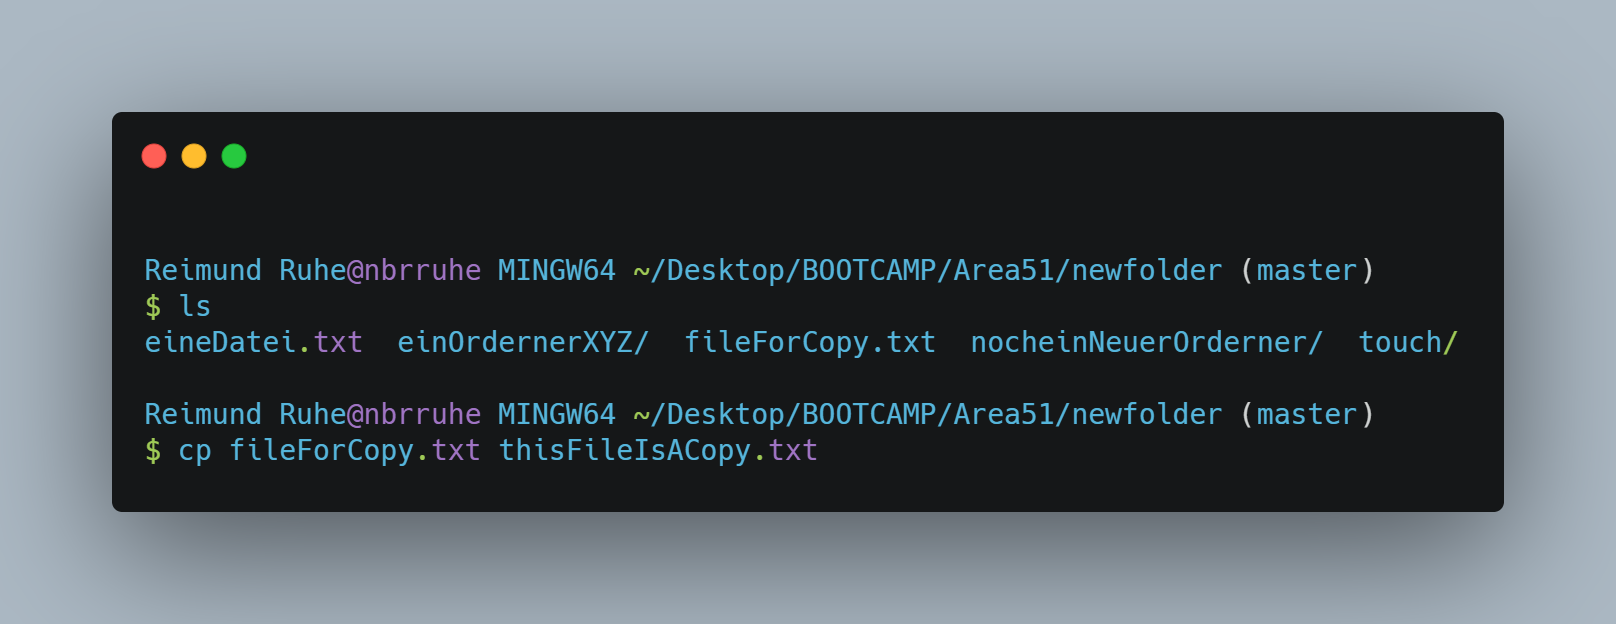 Reimund Ruhe@nbrruhe MINGW64 ~/Desktop/BOOTCAMP/Area51/newfolder (master)
$ ls
eineDatei.txt  einOrdernerXYZ/  fileForCopy.txt  nocheinNeuerOrderner/  touch/
Reimund Ruhe@nbrruhe MINGW64 ~/Desktop/BOOTCAMP/Area51/newfolder (master)
$ cp fileForCopy.txt thisFileIsACopy.txt